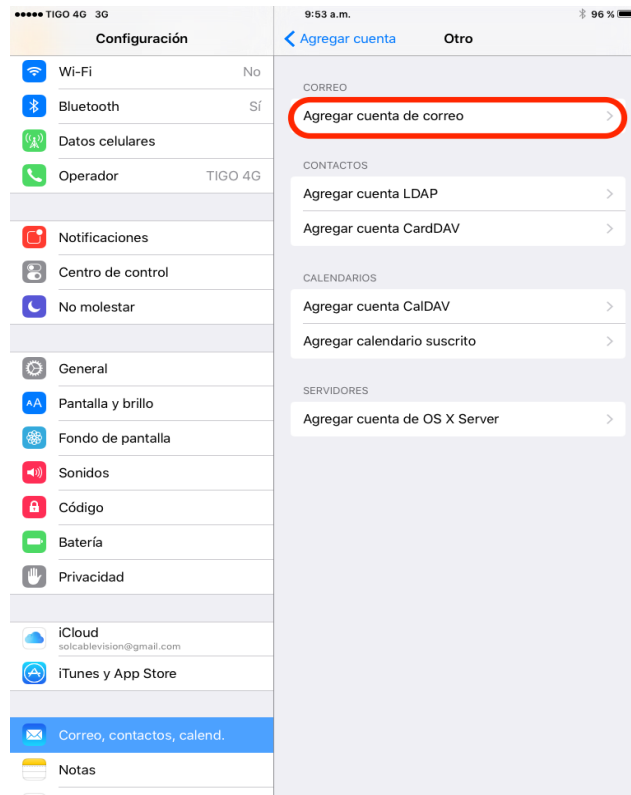 TIGO 4G 3G
9:53 a.m.
96 %
Configuración
Agregar cuenta
Otro
Wi-Fi No
Bluetooth Sí
Datos celulares
Operador TIGO 4G
Notificaciones
Centro de control
No molestar
General
AA Pantalla y brillo
Fondo de pantalla
Sonidos
Código
Batería
Privacidad
iCloud
solcablevision@gmail.com
iTunes y App Store
Correo, contactos, calend.
Notas
CORREO
Agregar cuenta de correo
CONTACTOS
Agregar cuenta LDAP
Agregar cuenta CardDAV
CALENDARIOS
Agregar cuenta CalDAV
Agregar calendario suscrito
SERVIDORES
Agregar cuenta de OS X Server